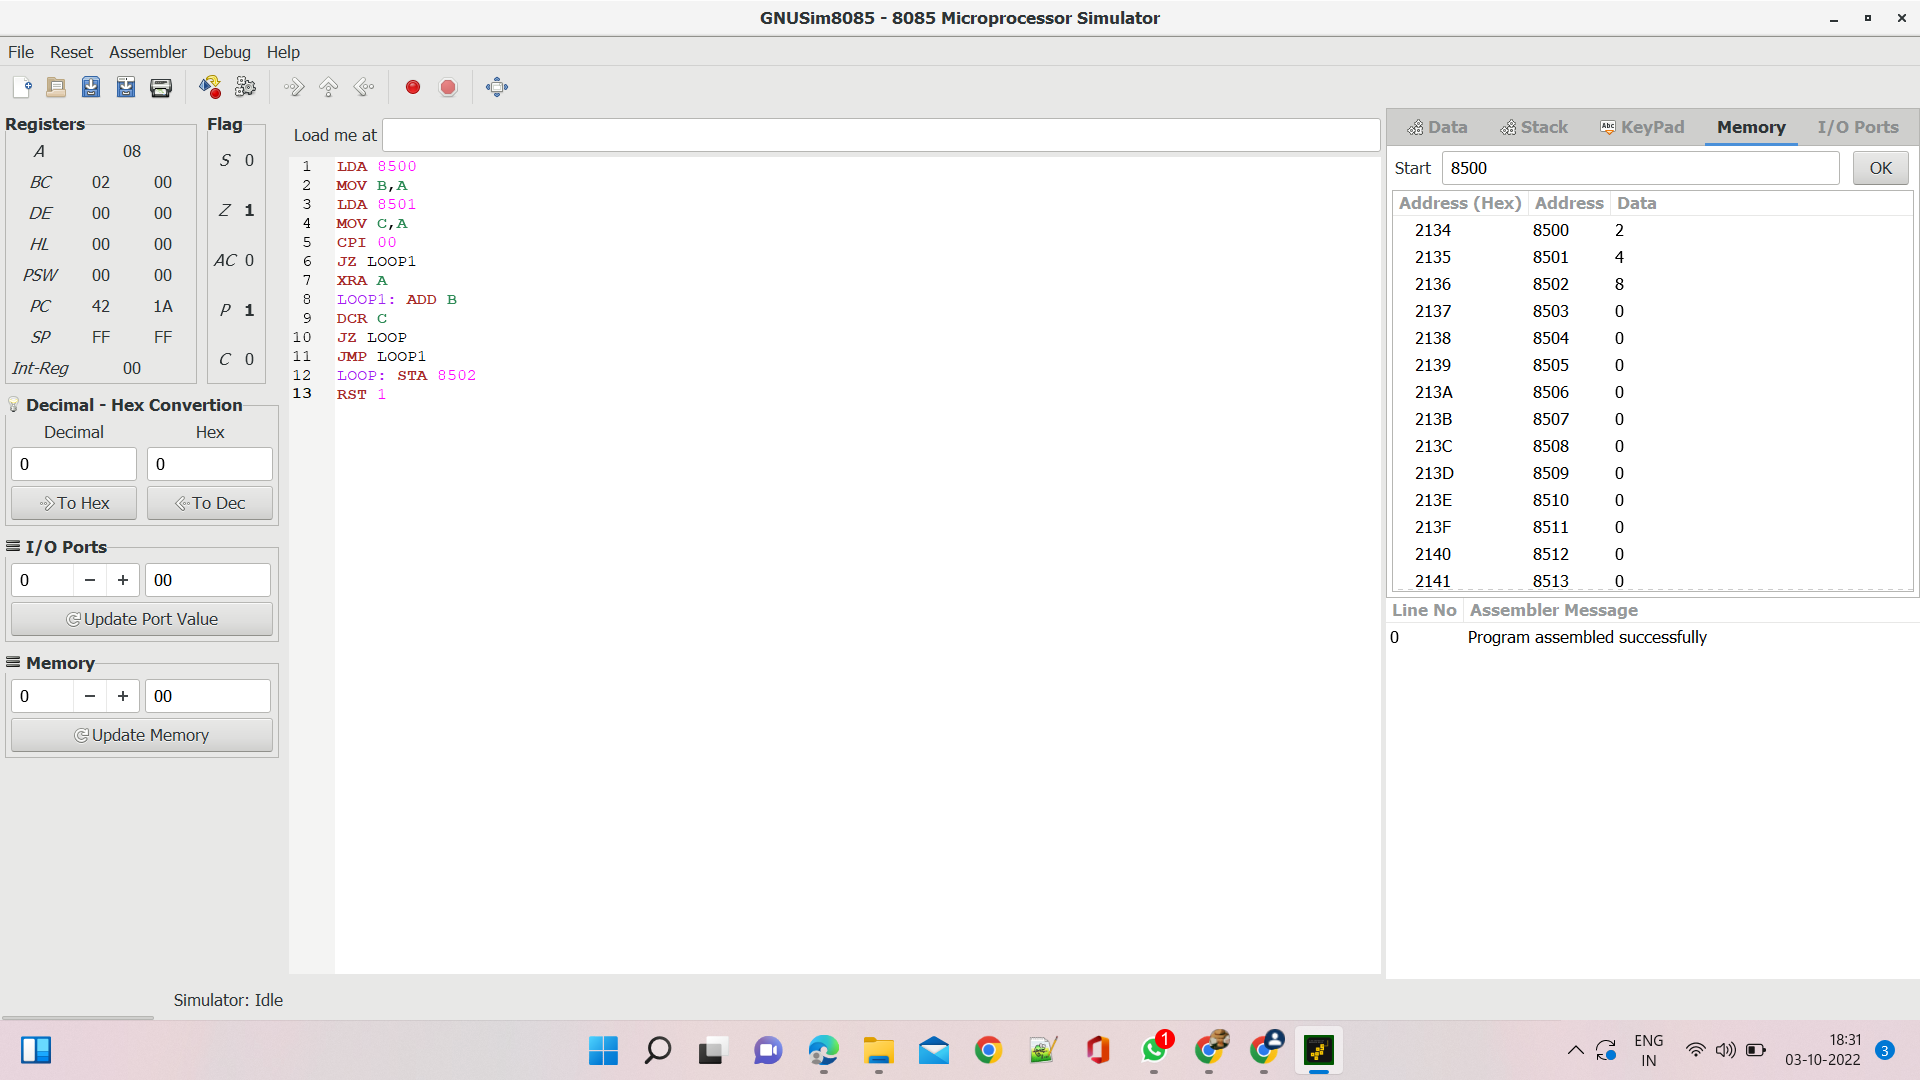 GNUSim8085 - 8085 Microprocessor Simulator
File Reset Assembler Debug Help
Registers
A 08
BC 02 00
DE 00 00
HL 00 00
PSW 00 00
PC 42 1A
SP FF FF
Int-Reg 00
Flag
S 0
Z 1
AC 0
P 1
C 0
Decimal - Hex Convertion
Decimal Hex
0 0
To Hex To Dec
I/O Ports
0 − + 00
Update Port Value
Memory
0 − + 00
Update Memory
Load me at
1 LDA 8500
2 MOV B,A
3 LDA 8501
4 MOV C,A
5 CPI 00
6 JZ LOOP1
7 XRA A
8 LOOP1: ADD B
9 DCR C
10 JZ LOOP
11 JMP LOOP1
12 LOOP: STA 8502
13 RST 1
Data Stack Abc KeyPad Memory I/O Ports
Start 8500 OK
Address (Hex) Address Data
2134 8500 2
2135 8501 4
2136 8502 8
2137 8503 0
2138 8504 0
2139 8505 0
213A 8506 0
213B 8507 0
213C 8508 0
213D 8509 0
213E 8510 0
213F 8511 0
2140 8512 0
2141 8513 0
Line No Assembler Message
0 Program assembled successfully
Simulator: Idle
1
ENG
IN
18:31
03-10-2022
3